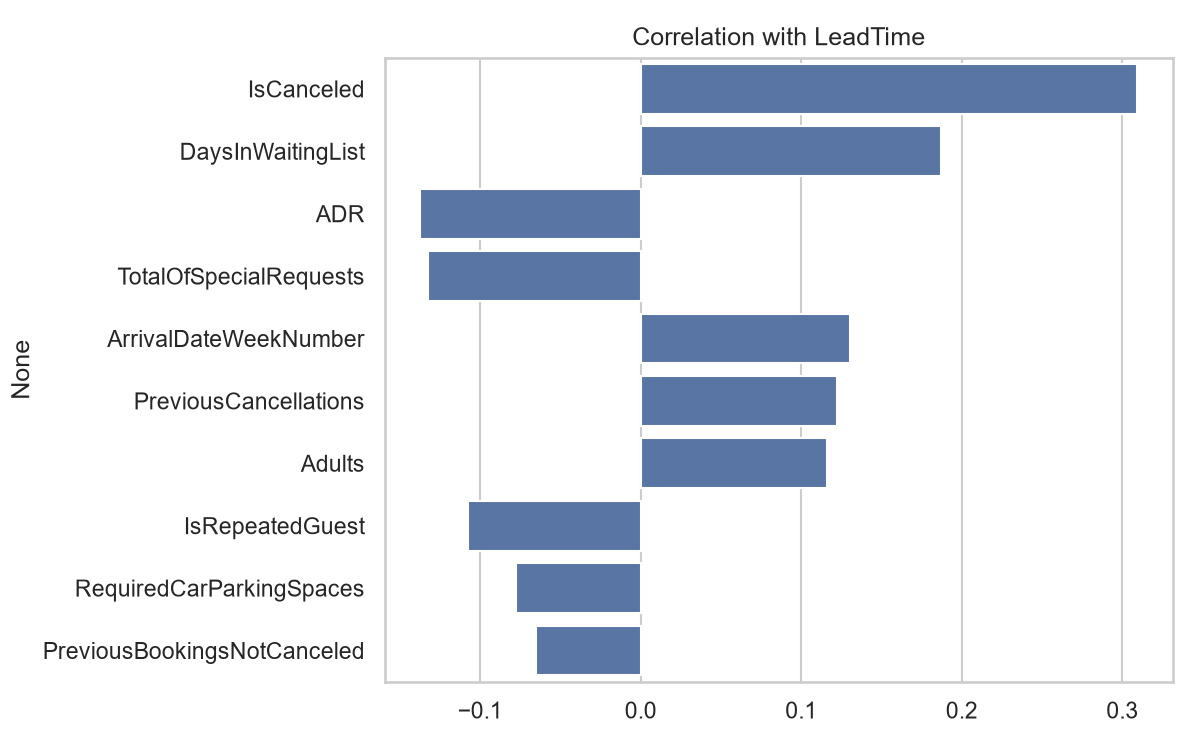 Correlation with LeadTime
IsCanceled
DaysInWaitingList
ADR
TotalOfSpecialRequests
ArrivalDateWeekNumber
PreviousCancellations
Adults
IsRepeatedGuest
RequiredCarParkingSpaces
PreviousBookingsNotCanceled
None
−0.1 0.0 0.1 0.2 0.3